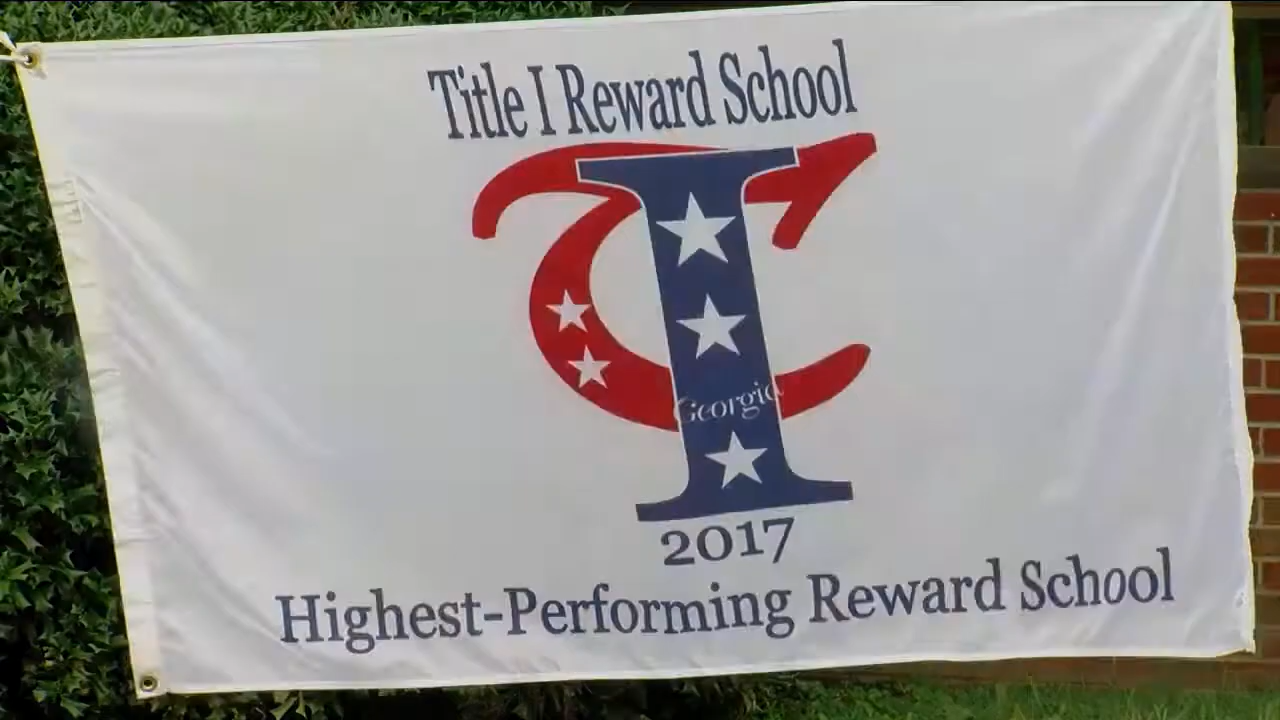 Title I Reward School
T I
Georgia
2017
Highest-Performing Reward School